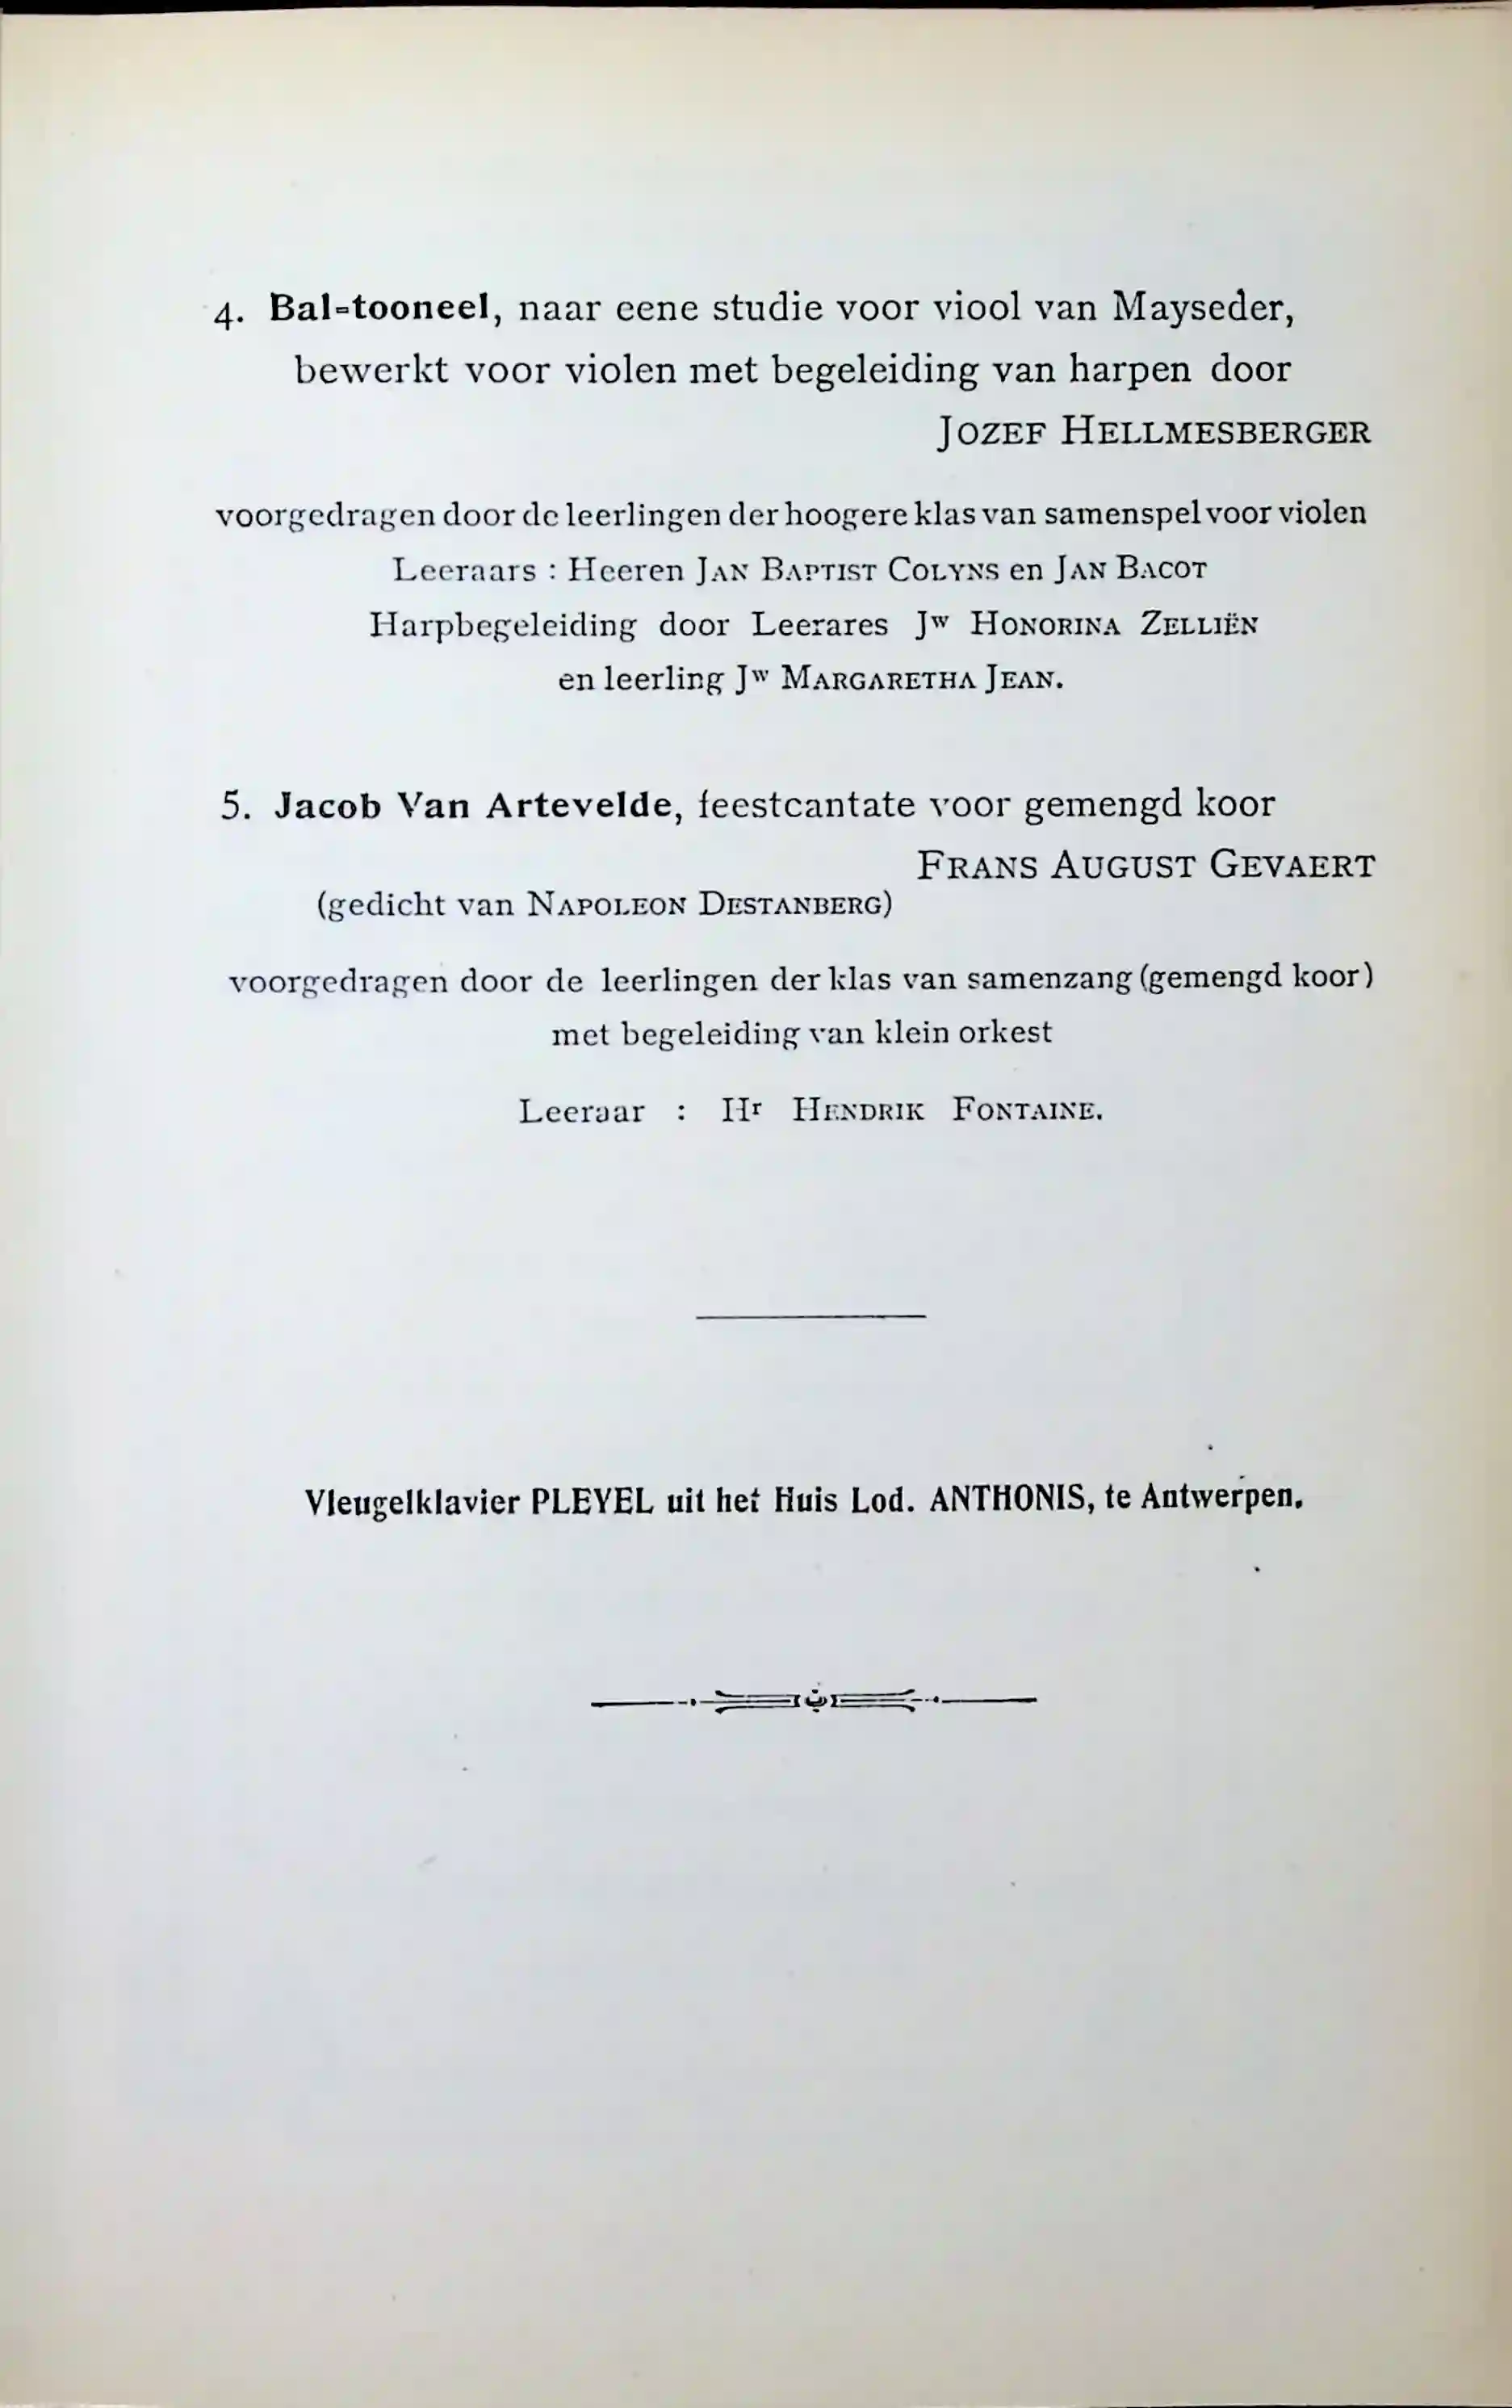 4. Bal=tooneel, naar eene studie voor viool van Mayseder,
bewerkt voor violen met begeleiding van harpen door
JOZEF HELLMESBERGER
voorgedragen door de leerlingen der hoogere klas van samenspel voor violen
Leeraars : Heeren JAN BAPTIST COLYNS en JAN BACOT
Harpbegeleiding door Leerares Jw HONORINA ZELLIËN
en leerling Jw MARGARETHA JEAN.
5. Jacob Van Artevelde, feestcantate voor gemengd koor
FRANS AUGUST GEVAERT
(gedicht van NAPOLEON DESTANBERG)
voorgedragen door de leerlingen der klas van samenzang (gemengd koor)
met begeleiding van klein orkest
Leeraar : Hr HENDRIK FONTAINE.
Vleugelklavier PLEYEL uit het Huis Lod. ANTHONIS, te Antwerpen.